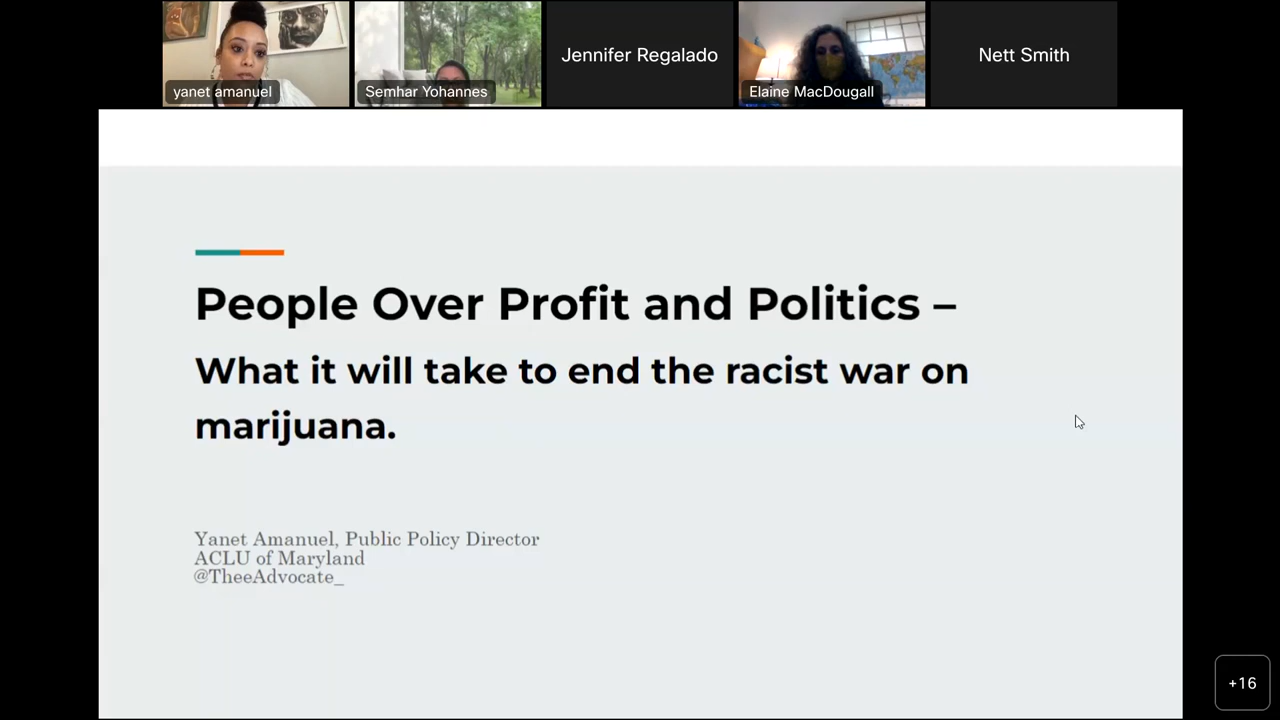 yanet amanuel
Semhar Yohannes
Jennifer Regalado
Elaine MacDougall
Nett Smith
People Over Profit and Politics –
What it will take to end the racist war on
marijuana.
Yanet Amanuel, Public Policy Director
ACLU of Maryland
@TheeAdvocate_
+16